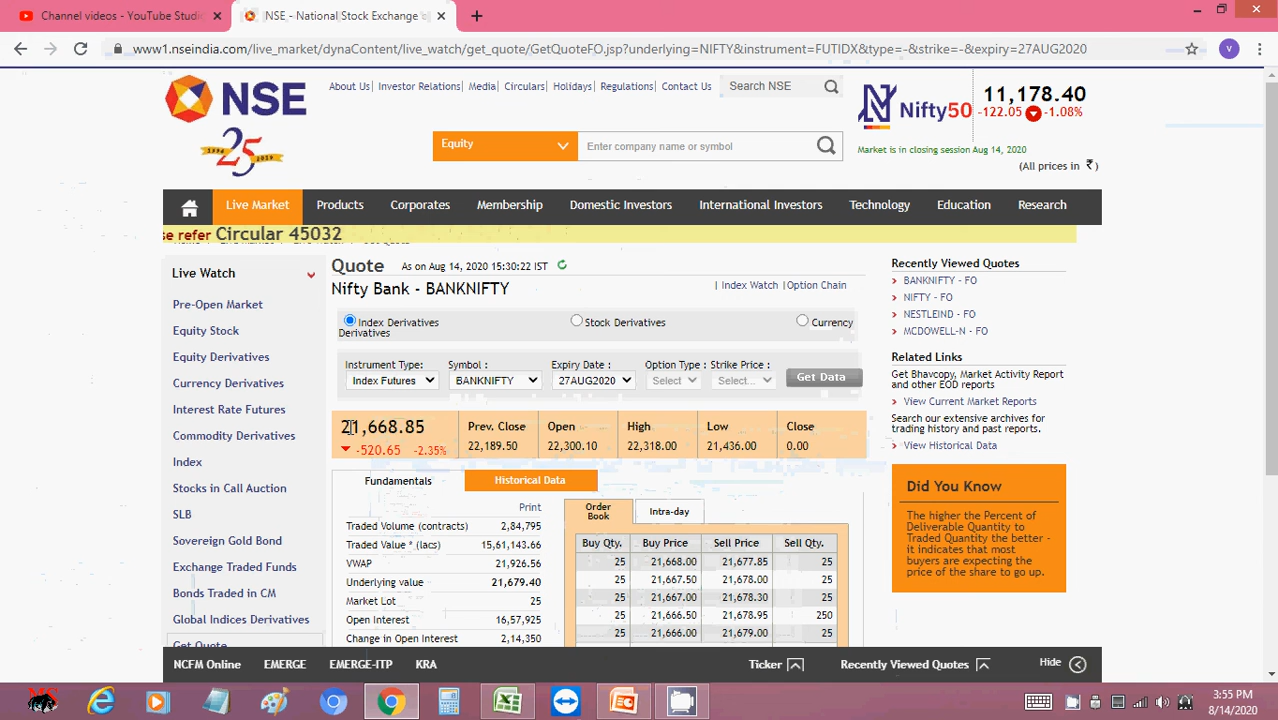 Channel videos - YouTube Studi
NSE - National Stock Exchange o
www1.nseindia.com/live_market/dynaContent/live_watch/get_quote/GetQuoteFO.jsp?underlying=NIFTY&instrument=FUTIDX&type=-&strike=-&expiry=27AUG2020
V
NSE
25
1994
2019
About Us| Investor Relations| Media| Circulars| Holidays| Regulations| Contact Us
Search NSE
Equity
Enter company name or symbol
Nifty50
11,178.40
-122.05 -1.08%
Market is in closing session Aug 14, 2020
(All prices in ₹)
Live Market Products Corporates Membership Domestic Investors International Investors Technology Education Research
se refer Circular 45032
Live Watch
Pre-Open Market
Equity Stock
Equity Derivatives
Currency Derivatives
Interest Rate Futures
Commodity Derivatives
Index
Stocks in Call Auction
SLB
Sovereign Gold Bond
Exchange Traded Funds
Bonds Traded in CM
Global Indices Derivatives
Get Quote
Quote As on Aug 14, 2020 15:30:22 IST
Nifty Bank - BANKNIFTY
| Index Watch |Option Chain
Index Derivatives Stock Derivatives Currency
Derivatives
Instrument Type: Symbol : Expiry Date : Option Type : Strike Price :
Index Futures BANKNIFTY 27AUG2020 Select Select... Get Data
21,668.85 Prev. Close Open High Low Close
-520.65 -2.35% 22,189.50 22,300.10 22,318.00 21,436.00 0.00
Fundamentals Historical Data
Print
Traded Volume (contracts) 2,84,795
Traded Value * (lacs) 15,61,143.66
VWAP 21,926.56
Underlying value 21,679.40
Market Lot 25
Open Interest 16,57,925
Change in Open Interest 2,14,350
Order Book
Intra-day
Buy Qty. Buy Price Sell Price Sell Qty.
25 21,668.00 21,677.85 25
25 21,667.50 21,678.00 25
25 21,667.00 21,678.30 25
25 21,666.50 21,678.95 250
25 21,666.00 21,679.00 25
Recently Viewed Quotes
BANKNIFTY - FO
NIFTY - FO
NESTLEIND - FO
MCDOWELL-N - FO
Related Links
Get Bhavcopy, Market Activity Report
and other EOD reports
View Current Market Reports
Search our extensive archives for
trading history and past reports.
View Historical Data
Did You Know
The higher the Percent of
Deliverable Quantity to
Traded Quantity the better -
it indicates that most
buyers are expecting the
price of the share to go up.
NCFM Online EMERGE EMERGE-ITP KRA Ticker Recently Viewed Quotes Hide
3:55 PM
8/14/2020